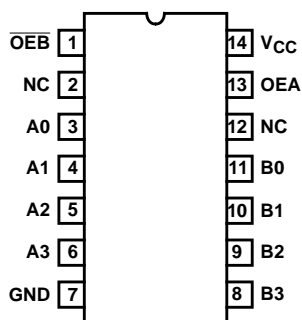 O̅E̅B̅ 1 14 VCC
NC 2 13 OEA
A0 3 12 NC
A1 4 11 B0
A2 5 10 B1
A3 6 9 B2
GND 7 8 B3